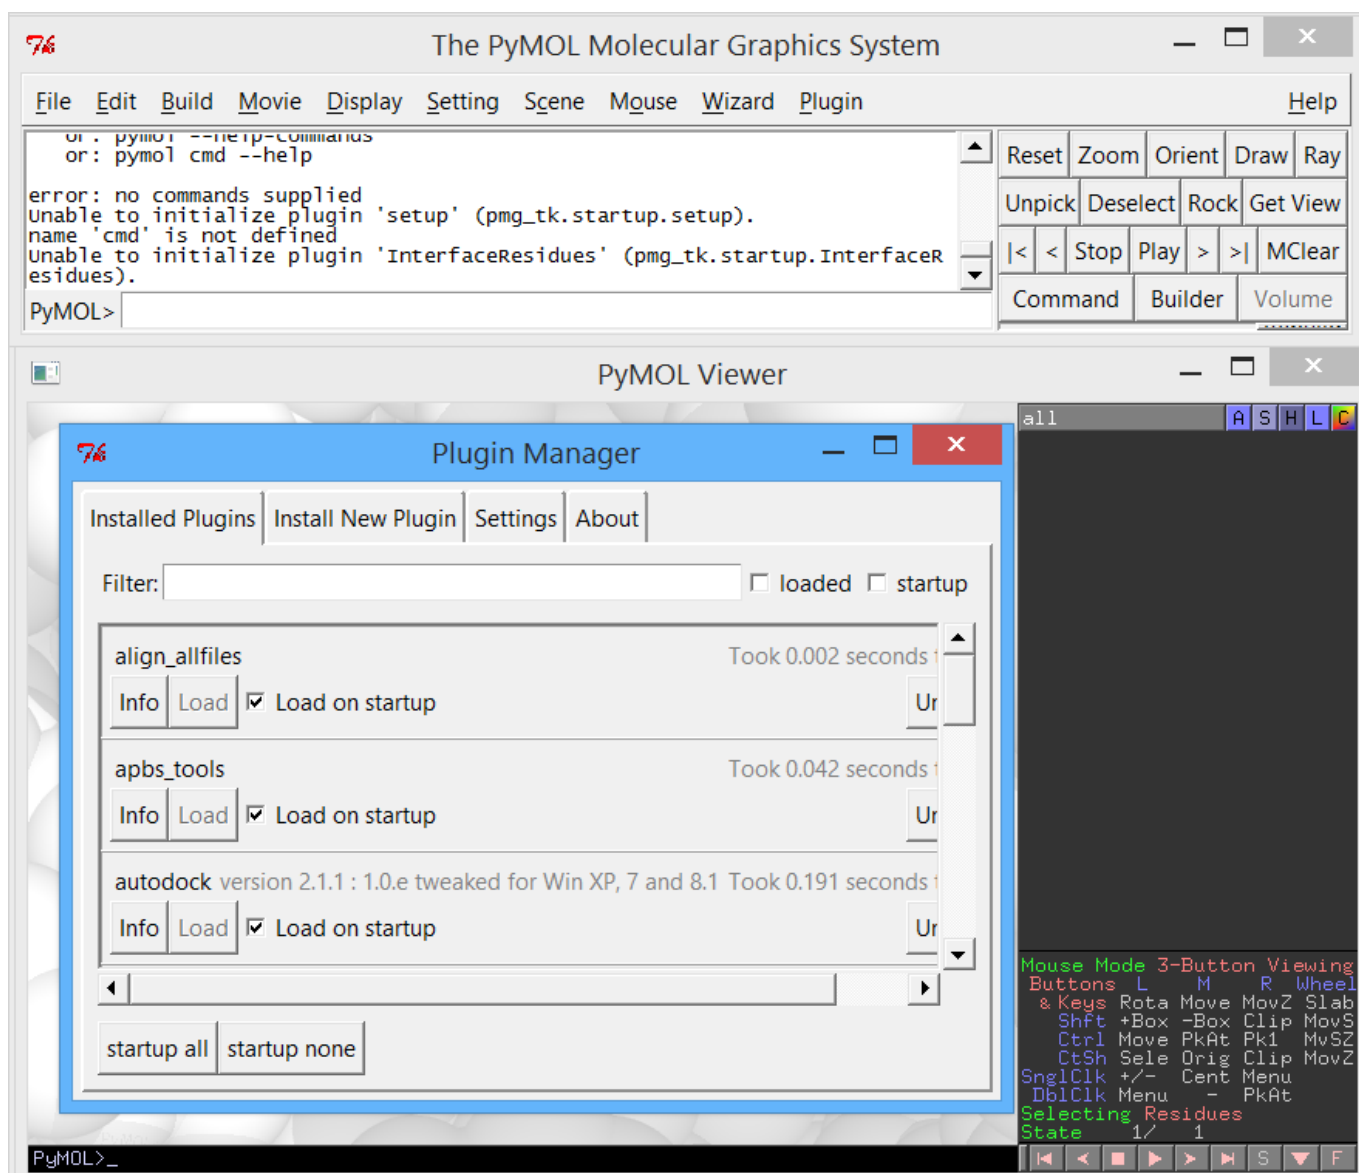 The PyMOL Molecular Graphics System
File Edit Build Movie Display Setting Scene Mouse Wizard Plugin Help
or: pymol --help-commands
or: pymol cmd --help
error: no commands supplied
Unable to initialize plugin 'setup' (pmg_tk.startup.setup).
name 'cmd' is not defined
Unable to initialize plugin 'InterfaceResidues' (pmg_tk.startup.InterfaceR
esidues).
PyMOL>
Reset Zoom Orient Draw Ray
Unpick Deselect Rock Get View
|< < Stop Play > >| MClear
Command Builder Volume
PyMOL Viewer
Plugin Manager
Installed Plugins Install New Plugin Settings About
Filter: loaded startup
align_allfiles Took 0.002 seconds
Info Load Load on startup
apbs_tools Took 0.042 seconds
Info Load Load on startup
autodock version 2.1.1 : 1.0.e tweaked for Win XP, 7 and 8.1 Took 0.191 seconds
Info Load Load on startup
startup all startup none
all A S H L C
Mouse Mode 3-Button Viewing
Buttons L M R Wheel
& Keys Rota Move MovZ Slab
Shft +Box -Box Clip MovS
Ctrl Move PkAt Pk1 MvSZ
CtSh Sele Orig Clip MovZ
SnglClk +/- Cent Menu
DblClk Menu - PkAt
Selecting Residues
State 1/ 1
S F
PyMOL>_